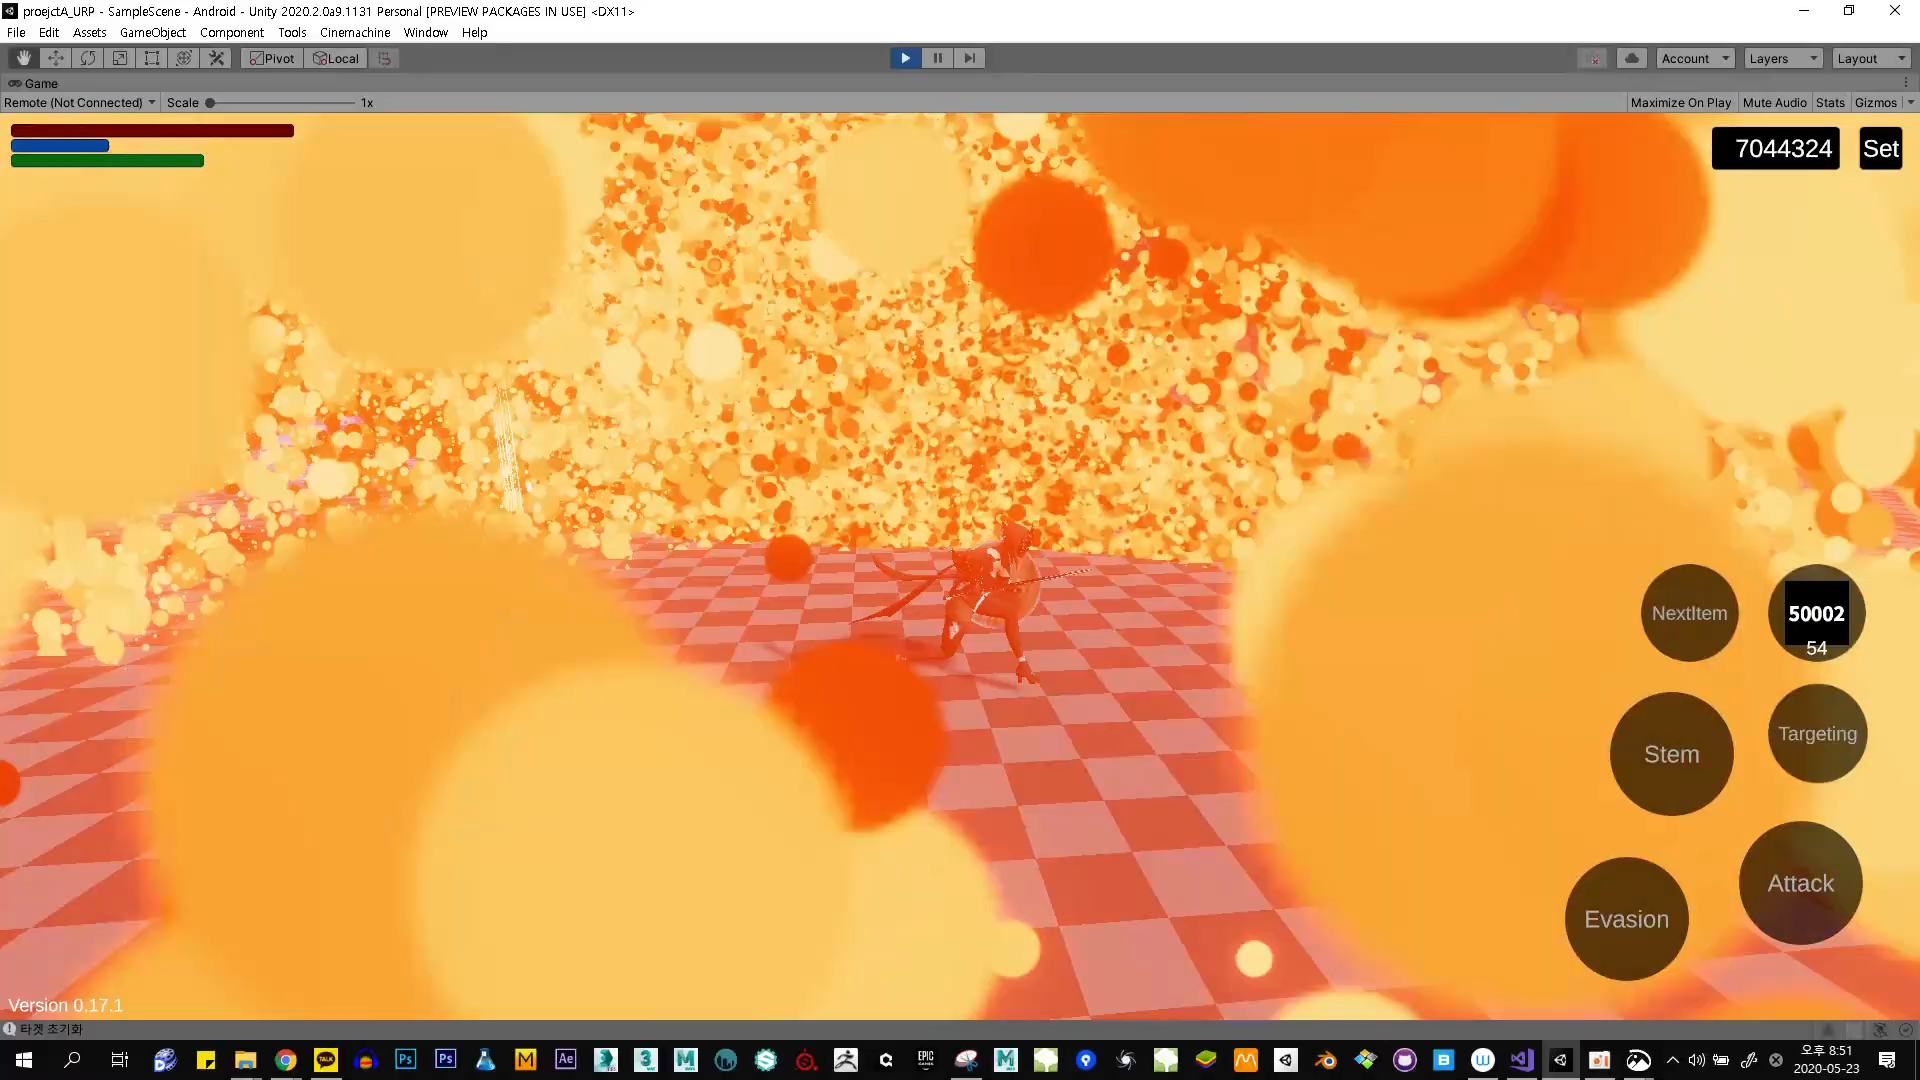 proejctA_URP - SampleScene - Android - Unity 2020.2.0a9.1131 Personal [PREVIEW PACKAGES IN USE] <DX11>
File Edit Assets GameObject Component Tools Cinemachine Window Help
Pivot Local Account Layers Layout
Game
Remote (Not Connected) Scale 1x Maximize On Play Mute Audio Stats Gizmos
7044324 Set
NextItem 50002
54
Stem Targeting
Attack
Evasion
Version 0.17.1
타겟 초기화
오후 8:51
2020-05-23